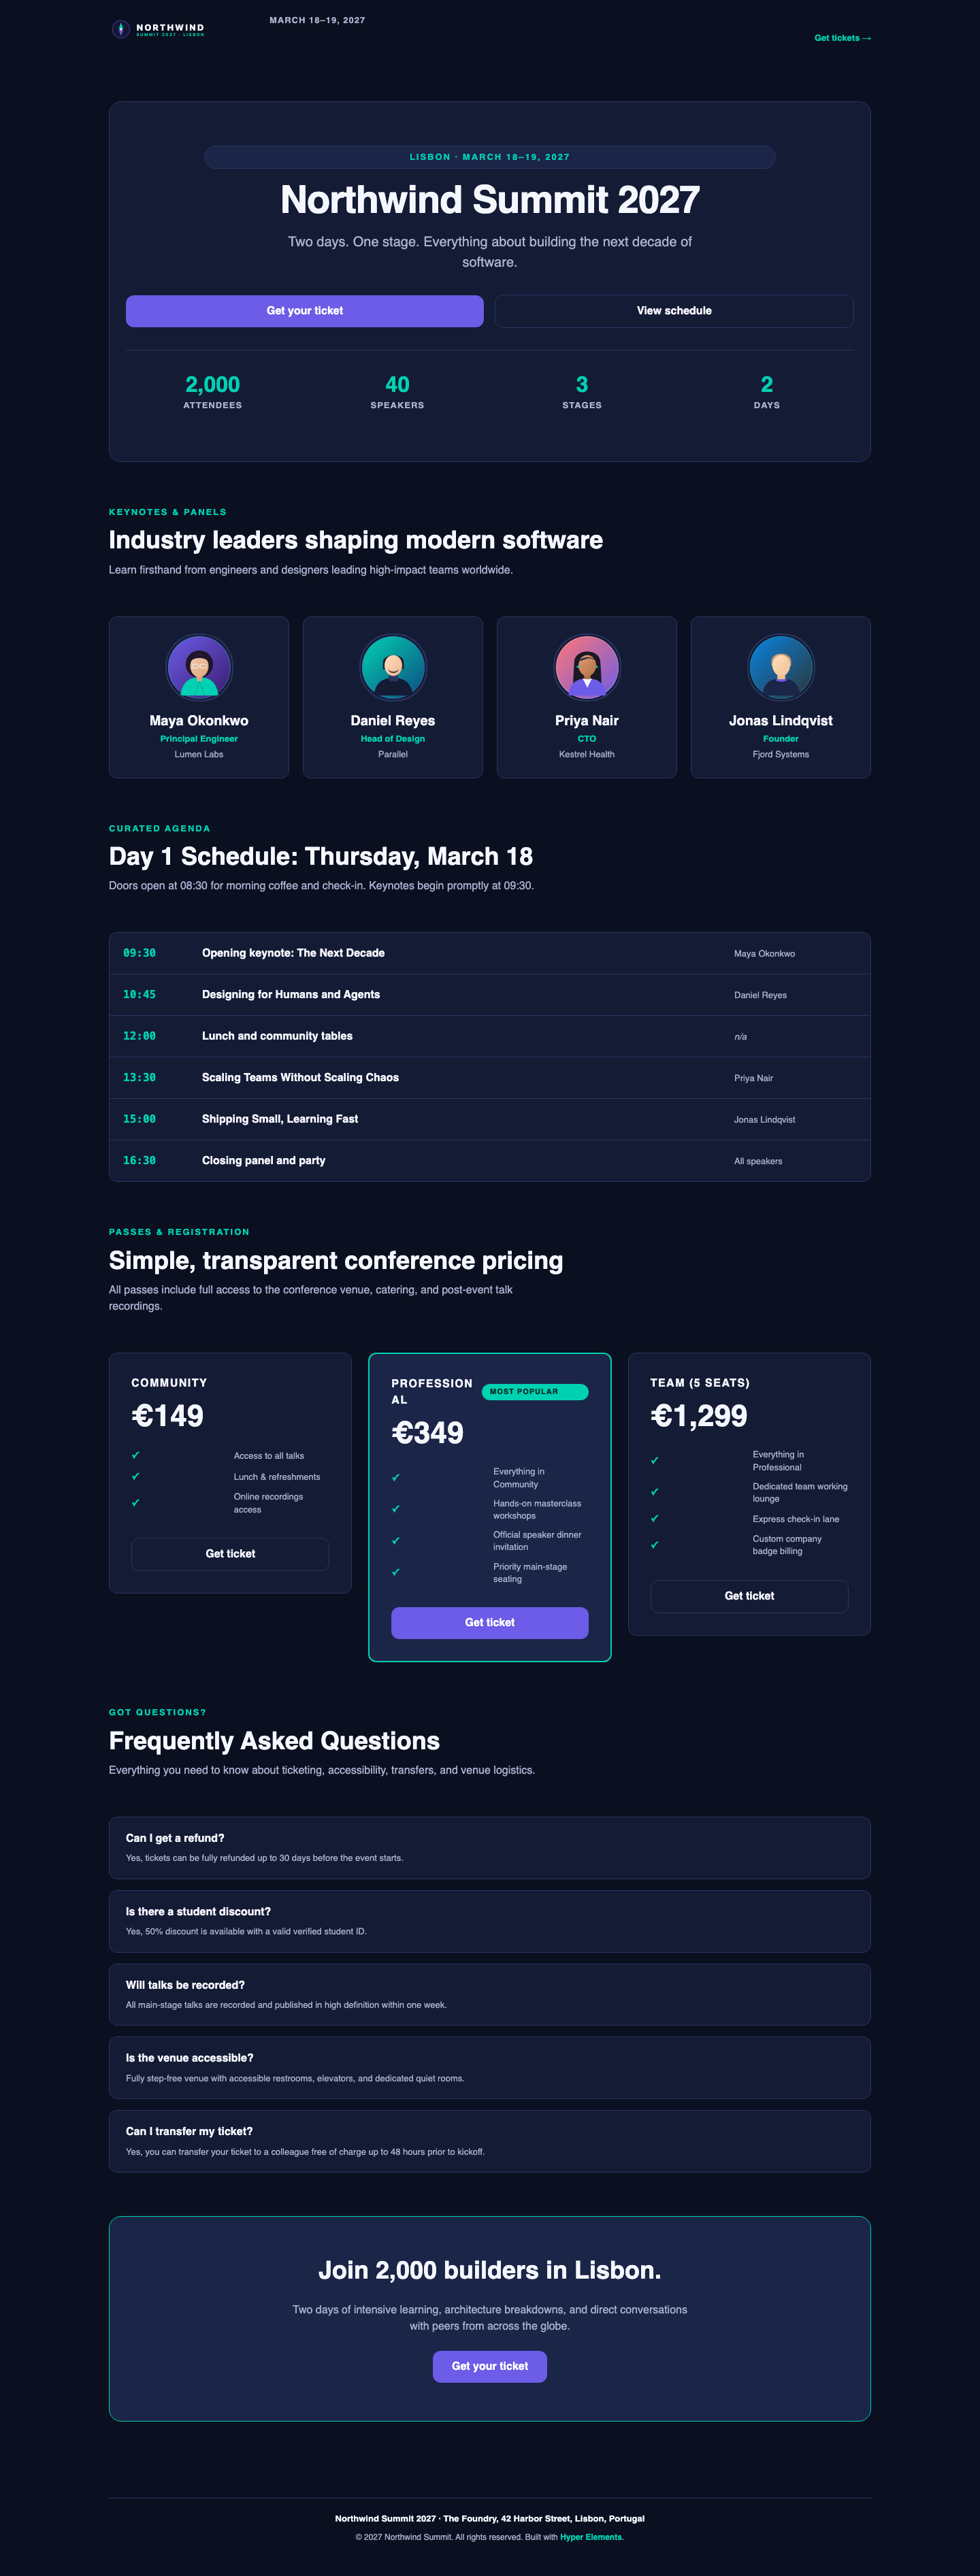 NORTHWIND
SUMMIT 2027 · LISBON
MARCH 18–19, 2027
Get tickets →
LISBON · MARCH 18–19, 2027
Northwind Summit 2027
Two days. One stage. Everything about building the next decade of
software.
Get your ticket
View schedule
2,000
ATTENDEES
40
SPEAKERS
3
STAGES
2
DAYS
KEYNOTES & PANELS
Industry leaders shaping modern software
Learn firsthand from engineers and designers leading high-impact teams worldwide.
Maya Okonkwo
Principal Engineer
Lumen Labs
Daniel Reyes
Head of Design
Parallel
Priya Nair
CTO
Kestrel Health
Jonas Lindqvist
Founder
Fjord Systems
CURATED AGENDA
Day 1 Schedule: Thursday, March 18
Doors open at 08:30 for morning coffee and check-in. Keynotes begin promptly at 09:30.
09:30 Opening keynote: The Next Decade Maya Okonkwo
10:45 Designing for Humans and Agents Daniel Reyes
12:00 Lunch and community tables n/a
13:30 Scaling Teams Without Scaling Chaos Priya Nair
15:00 Shipping Small, Learning Fast Jonas Lindqvist
16:30 Closing panel and party All speakers
PASSES & REGISTRATION
Simple, transparent conference pricing
All passes include full access to the conference venue, catering, and post-event talk
recordings.
COMMUNITY
€149
✓ Access to all talks
✓ Lunch & refreshments
✓ Online recordings
access
Get ticket
PROFESSION
AL
MOST POPULAR
€349
✓ Everything in
Community
✓ Hands-on masterclass
workshops
✓ Official speaker dinner
invitation
✓ Priority main-stage
seating
Get ticket
TEAM (5 SEATS)
€1,299
✓ Everything in
Professional
✓ Dedicated team working
lounge
✓ Express check-in lane
✓ Custom company
badge billing
Get ticket
GOT QUESTIONS?
Frequently Asked Questions
Everything you need to know about ticketing, accessibility, transfers, and venue logistics.
Can I get a refund?
Yes, tickets can be fully refunded up to 30 days before the event starts.
Is there a student discount?
Yes, 50% discount is available with a valid verified student ID.
Will talks be recorded?
All main-stage talks are recorded and published in high definition within one week.
Is the venue accessible?
Fully step-free venue with accessible restrooms, elevators, and dedicated quiet rooms.
Can I transfer my ticket?
Yes, you can transfer your ticket to a colleague free of charge up to 48 hours prior to kickoff.
Join 2,000 builders in Lisbon.
Two days of intensive learning, architecture breakdowns, and direct conversations
with peers from across the globe.
Get your ticket
Northwind Summit 2027 · The Foundry, 42 Harbor Street, Lisbon, Portugal
© 2027 Northwind Summit. All rights reserved. Built with Hyper Elements.